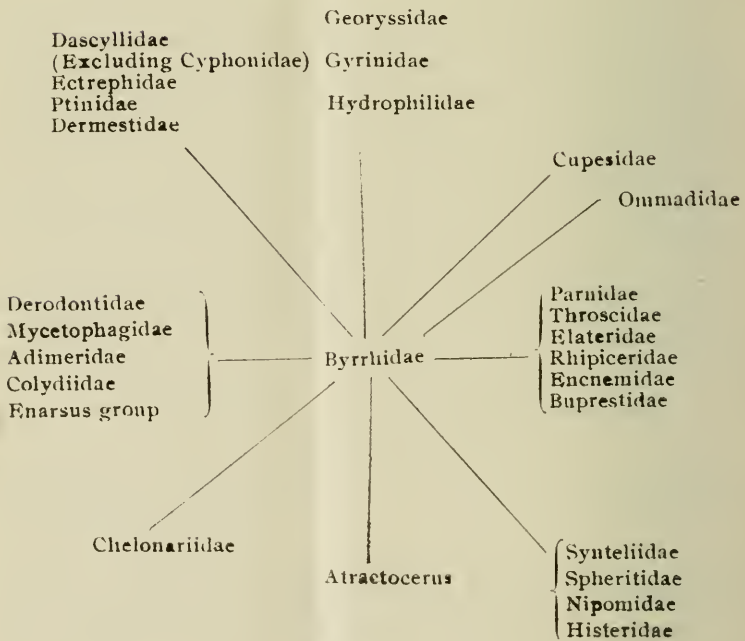 Georyssidae
Dascyllidae
(Excluding Cyphonidae)
Gyrinidae
Ectrephidae
Ptinidae
Hydrophilidae
Dermestidae
Cupesidae
Ommadidae
Derodontidae
Mycetophagidae
Adimeridae
Colydiidae
Enarsus group
Byrrhidae
Parnidae
Throscidae
Elateridae
Rhipiceridae
Encnemidae
Buprestidae
Chelonariidae
Atractocerus
Synteliidae
Spheritidae
Nipomidae
Histeridae